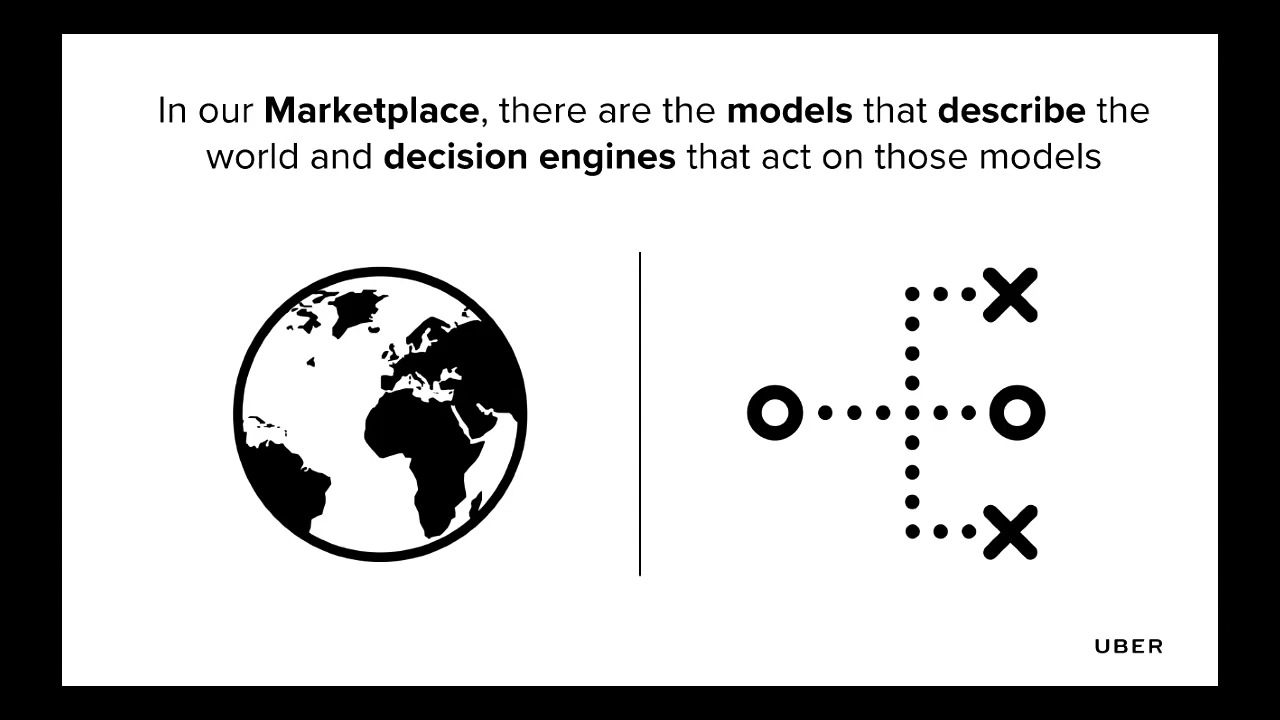 In our Marketplace, there are the models that describe the
world and decision engines that act on those models
UBER